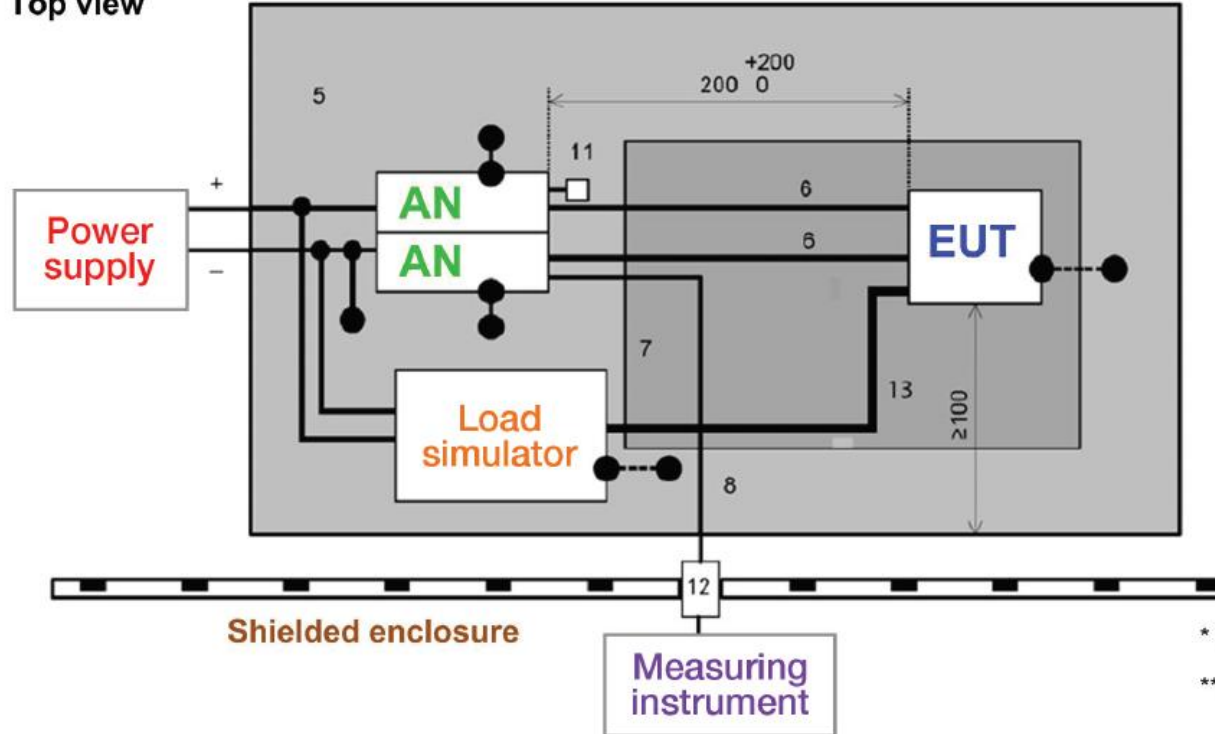 Top view
+200
200 0
5
11
+
6
AN
Power
supply
EUT
6
AN
–
7
13
≥100
Load
simulator
8
12
Shielded enclosure
*
Measuring
instrument
**